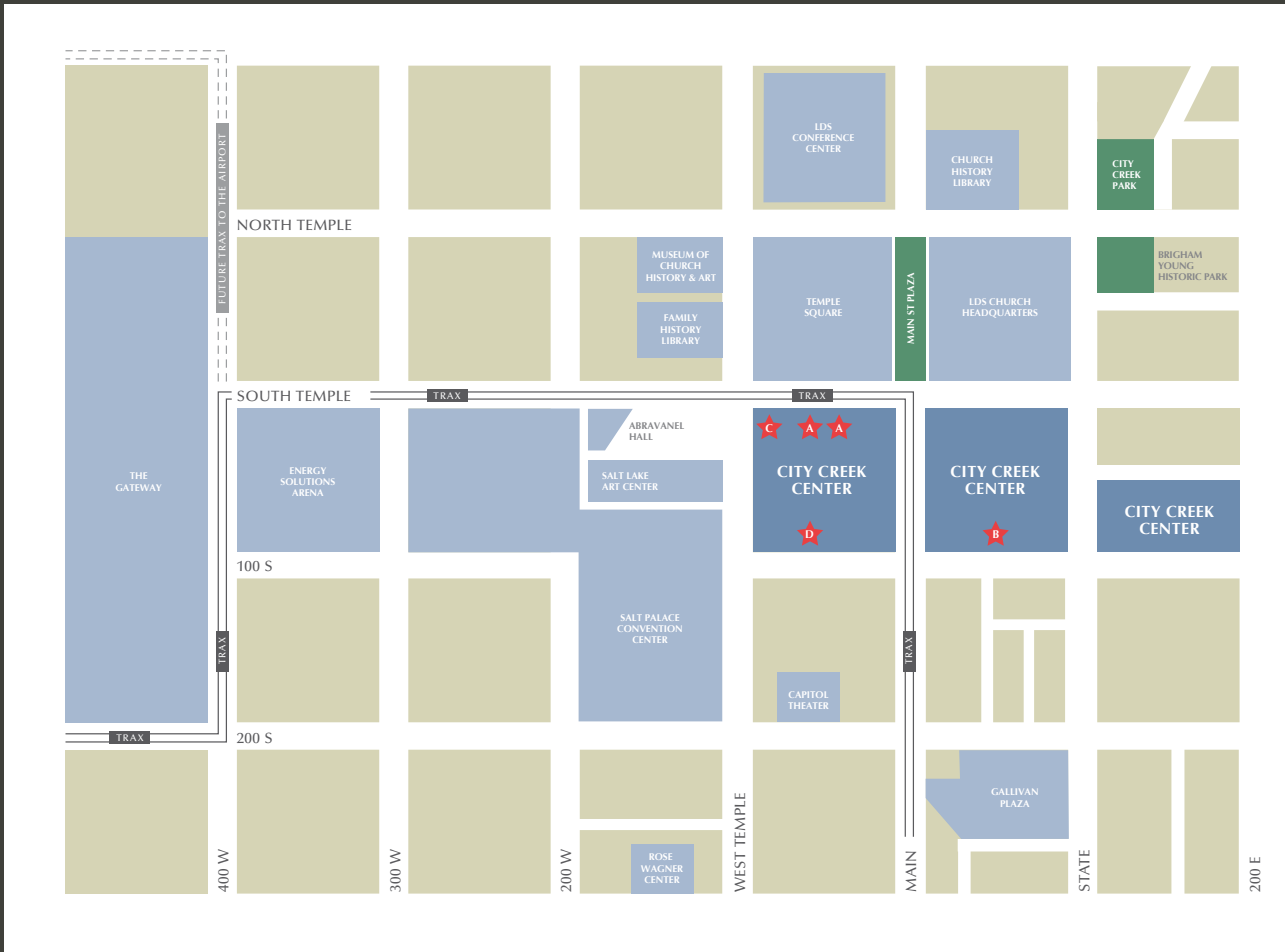 LDS
CONFERENCE
CENTER
CHURCH
HISTORY
LIBRARY
CITY
CREEK
PARK
FUTURE TRAX TO THE AIRPORT
NORTH TEMPLE
MUSEUM OF
CHURCH
HISTORY & ART
FAMILY
HISTORY
LIBRARY
TEMPLE
SQUARE
MAIN ST PLAZA
LDS CHURCH
HEADQUARTERS
BRIGHAM
YOUNG
HISTORIC PARK
SOUTH TEMPLE
TRAX
TRAX
THE
GATEWAY
ENERGY
SOLUTIONS
ARENA
ABRAVANEL
HALL
SALT LAKE
ART CENTER
C
A
A
CITY CREEK
CENTER
D
CITY CREEK
CENTER
B
CITY CREEK
CENTER
100 S
TRAX
SALT PALACE
CONVENTION
CENTER
TRAX
CAPITOL
THEATER
TRAX
200 S
GALLIVAN
PLAZA
ROSE
WAGNER
CENTER
400 W
300 W
200 W
WEST TEMPLE
MAIN
STATE
200 E